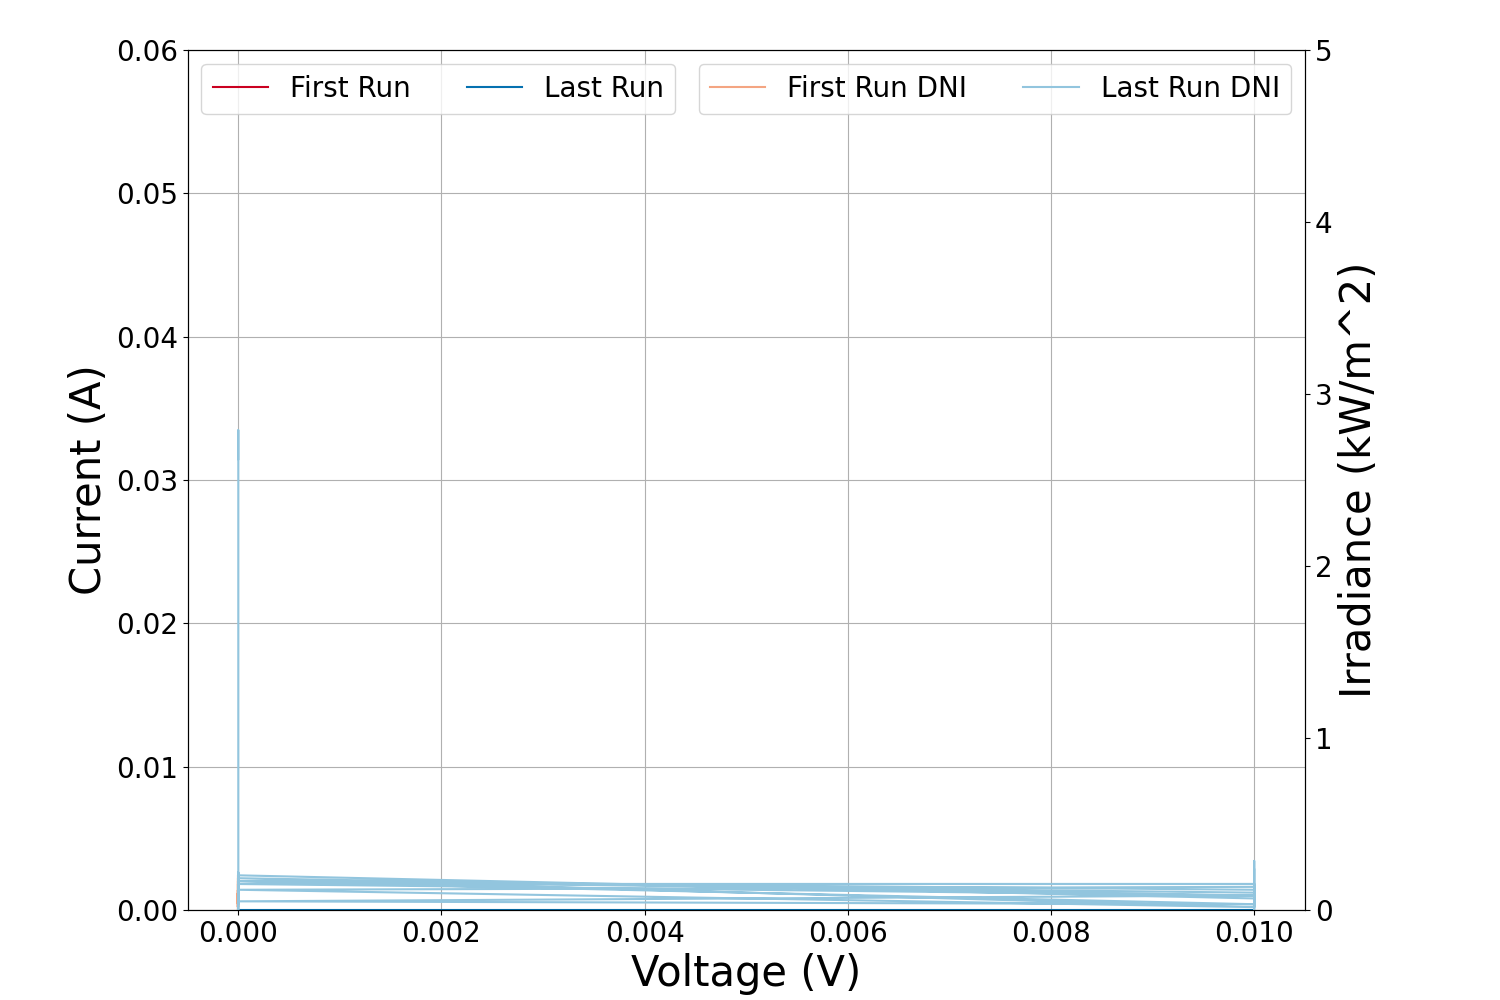 First Run
Last Run
First Run DNI
Last Run DNI
0.06
0.05
0.04
0.03
0.02
0.01
0.00
Current (A)
5
4
3
2
1
0
Irradiance (kW/m^2)
0.000
0.002
0.004
0.006
0.008
0.010
Voltage (V)